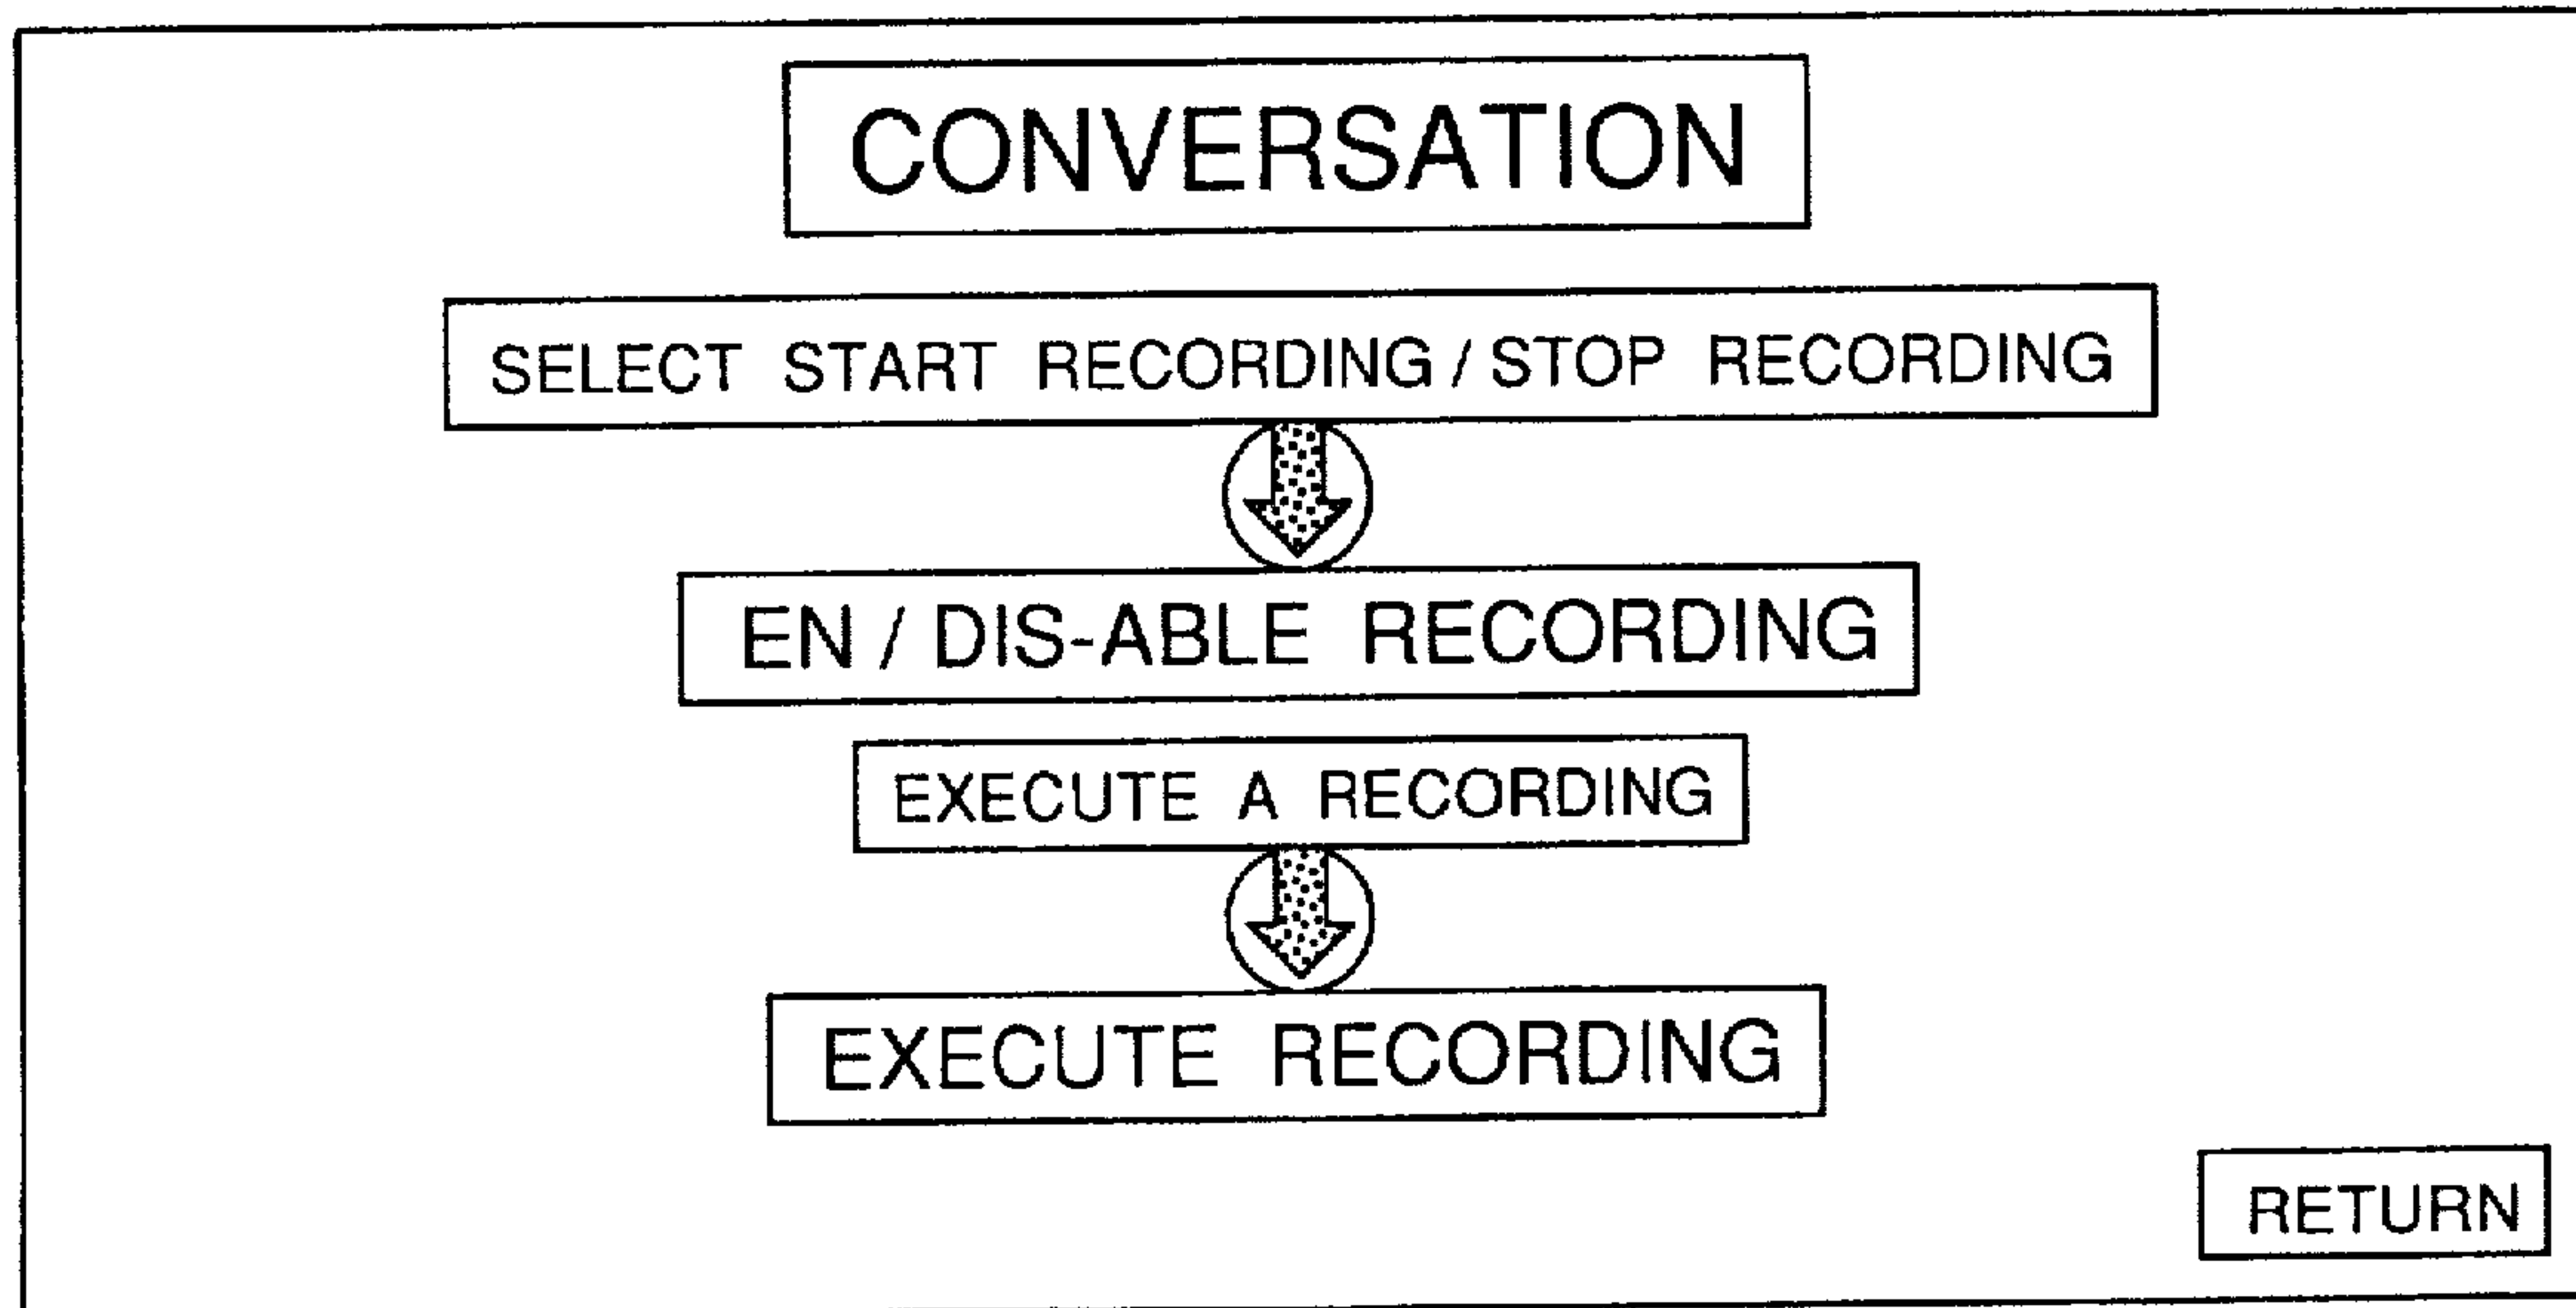 CONVERSATION
SELECT START RECORDING / STOP RECORDING
EN / DIS-ABLE RECORDING
EXECUTE A RECORDING
EXECUTE RECORDING
RETURN